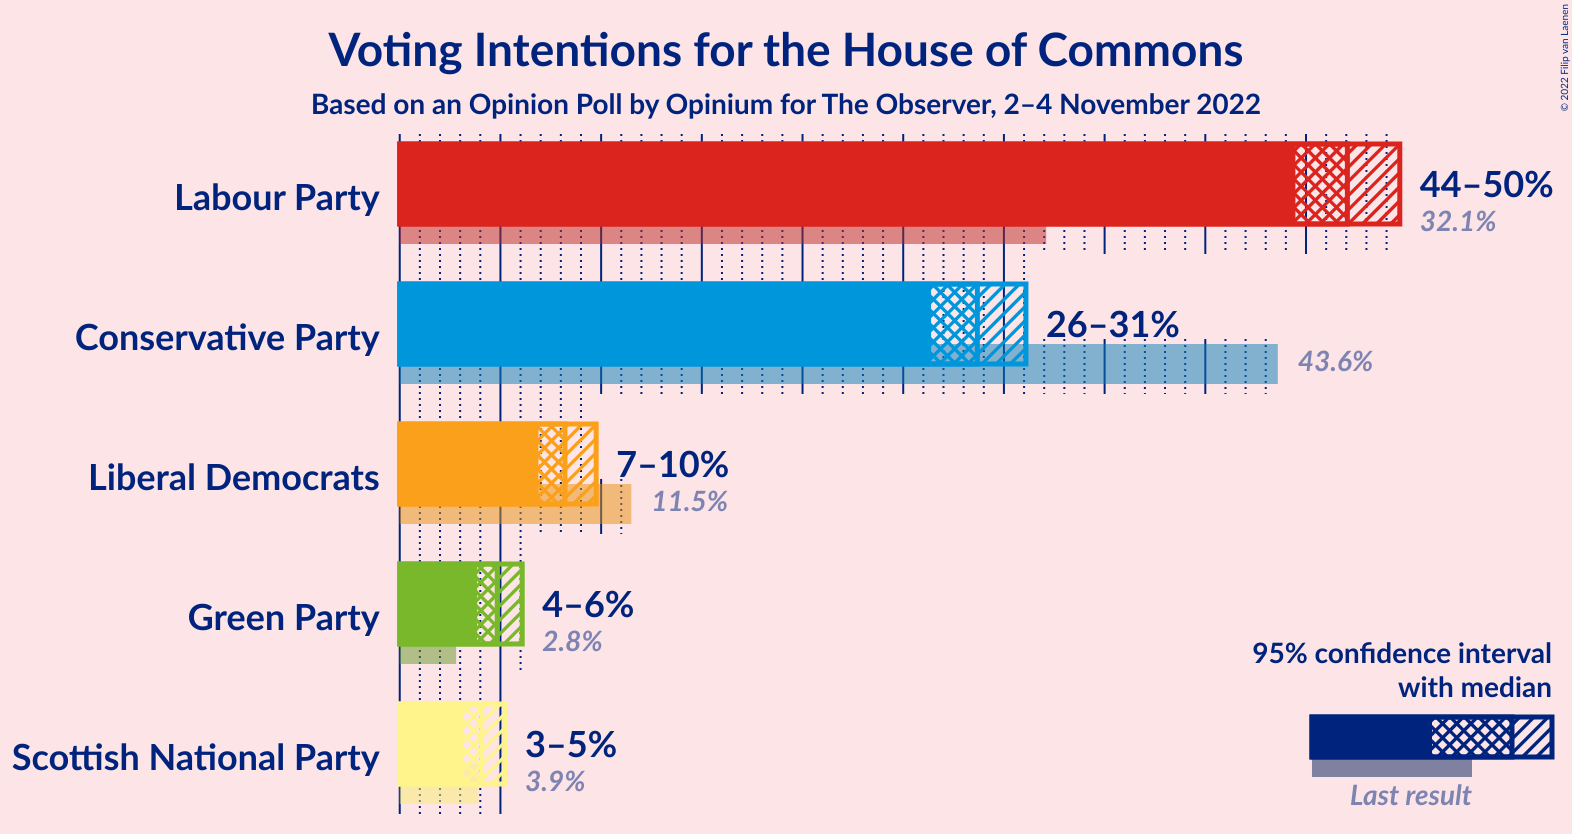 Voting Intentions for the House of Commons
Based on an Opinion Poll by Opinium for The Observer, 2–4 November 2022
© 2022 Filip van Laenen
Labour Party
44–50%
32.1%
Conservative Party
26–31%
43.6%
Liberal Democrats
7–10%
11.5%
Green Party
4–6%
2.8%
Scottish National Party
3–5%
3.9%
95% confidence interval
with median
Last result